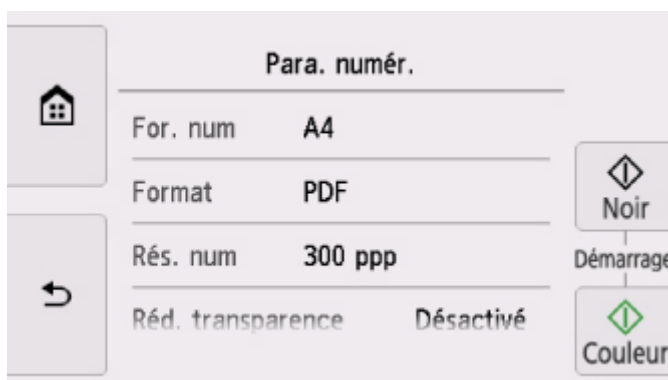 Para. numér.
For. num A4
Format PDF
Rés. num 300 ppp
Réd. transparence Désactivé
Noir
Démarrage
Couleur